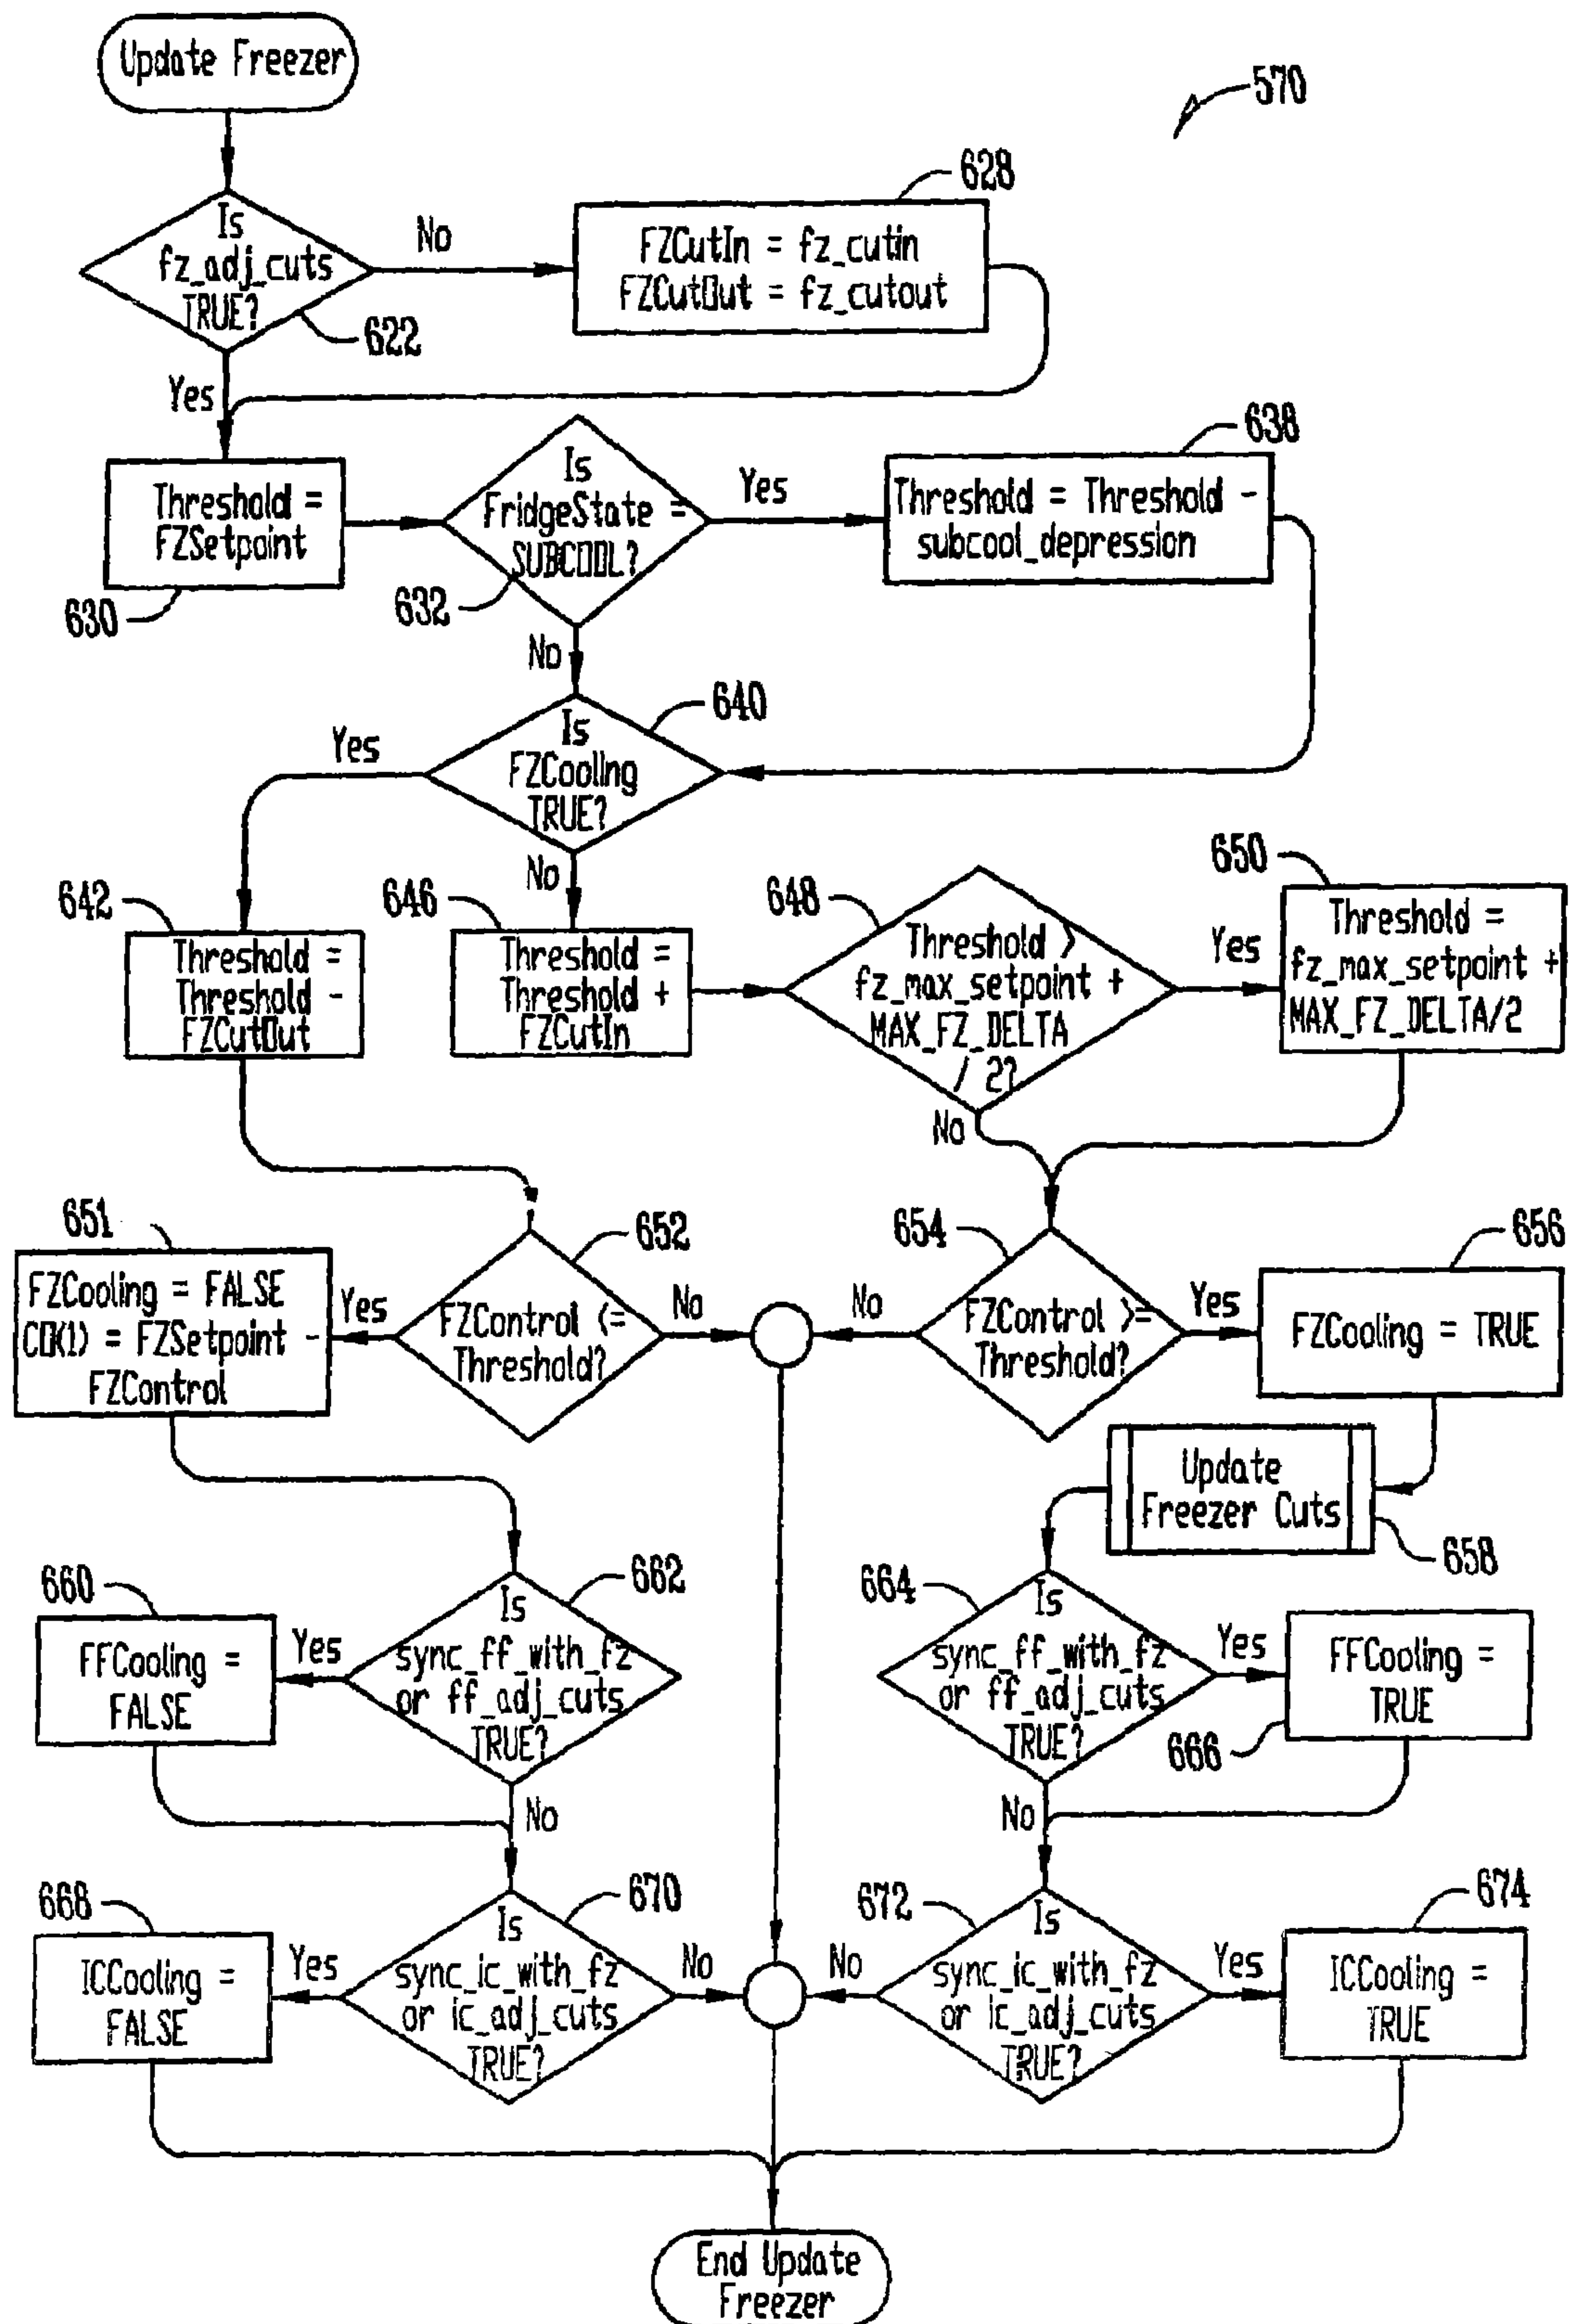 Update Freezer
570
Is
fz_adj_cuts
TRUE?
622
No
628
FZCutIn = fz_cutin
FZCutOut = fz_cutout
Yes
Threshold =
FZSetpoint
630
Is
FridgeState =
SUBCOOL?
632
Yes
638
Threshold = Threshold -
subcool_depression
No
640
Is
FZCooling
TRUE?
Yes
No
642
Threshold =
Threshold -
FZCutOut
646
Threshold =
Threshold +
FZCutIn
648
Threshold >
fz_max_setpoint +
MAX_FZ_DELTA
/ 2?
Yes
650
Threshold =
fz_max_setpoint +
MAX_FZ_DELTA/2
No
651
FZCooling = FALSE
CO(1) = FZSetpoint -
FZControl
Yes
652
FZControl <=
Threshold?
No
No
654
FZControl >=
Threshold?
Yes
656
FZCooling = TRUE
Update
Freezer Cuts
658
660
FFCooling =
FALSE
Yes
662
Is
sync_ff_with_fz
or ff_adj_cuts
TRUE?
No
664
Is
sync_ff_with_fz
or ff_adj_cuts
TRUE?
Yes
FFCooling =
TRUE
666
No
668
ICCooling =
FALSE
Yes
670
Is
sync_ic_with_fz
or ic_adj_cuts
TRUE?
No
No
672
Is
sync_ic_with_fz
or ic_adj_cuts
TRUE?
Yes
674
ICCooling =
TRUE
End Update
Freezer